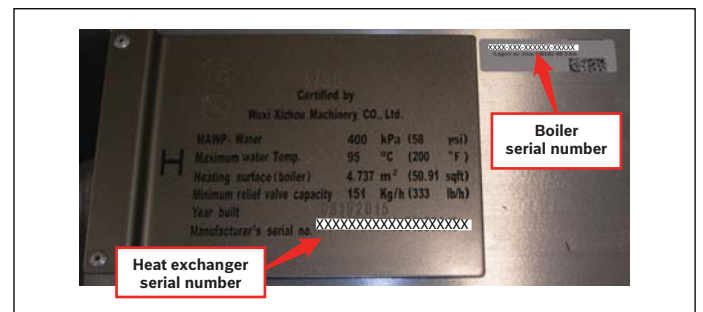 Certified by
Wuxi Xizhou Machinery CO., Ltd.
H
MAWP, Water 400 kPa (58 psi)
Maximum water Temp. 95 °C (200 °F)
Heating surface (boiler) 4.737 m² (50.91 sqft)
Minimum relief valve capacity 151 Kg/h (333 lb/h)
Year built 08192015
Manufacturer's serial no. XXXXXXXXXXXXXXXXXXXX
XXXX-XXX-XXXXXX-XXXXX
Boiler
serial number
Heat exchanger
serial number